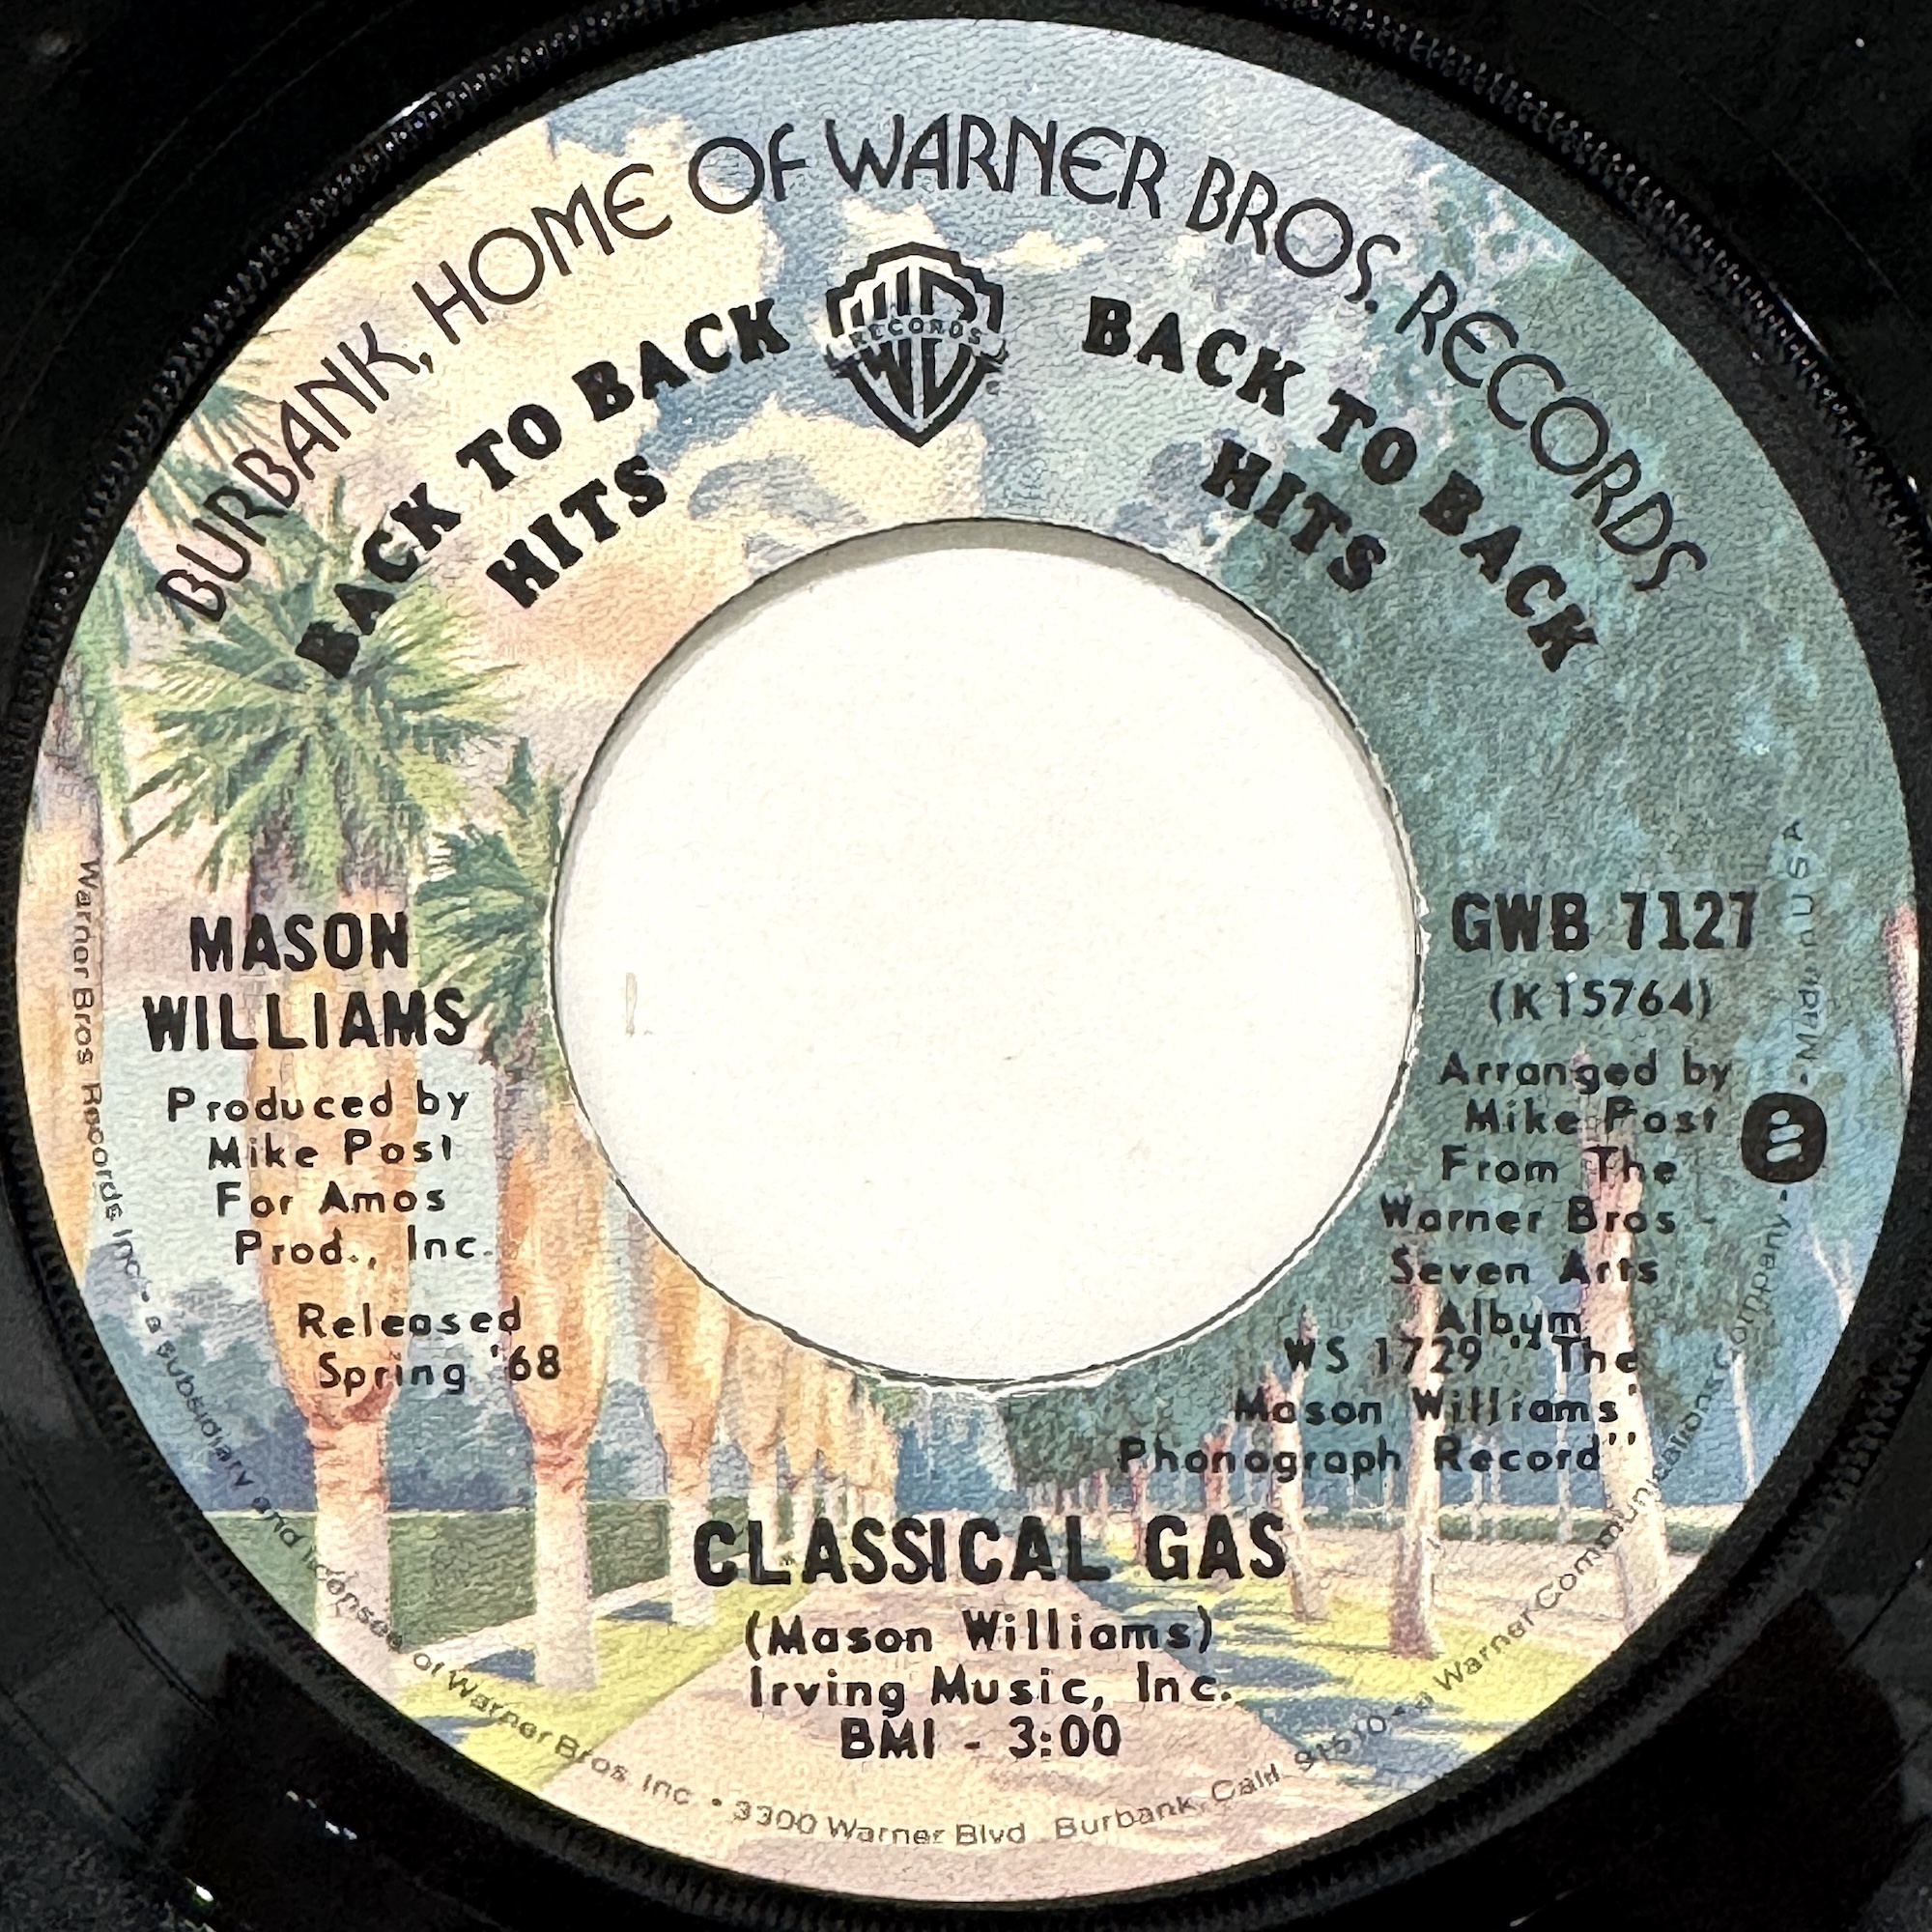 BURBANK, HOME OF WARNER BROS. RECORDS
BACK TO BACK
HITS
W B
RECORDS
BACK TO BACK
HITS
MASON
WILLIAMS
Produced by
Mike Post
For Amos
Prod., Inc.
Released
Spring '68
GWB 7127
(K15764)
Arranged by
Mike Post
From The
Warner Bros -
Seven Arts
Album
WS 1729 "The
Mason Williams
Phonograph Record"
CLASSICAL GAS
(Mason Williams)
Irving Music, Inc.
BMI - 3:00
Warner Bros Records Inc. • a subsidiary and licensee of Warner Bros Inc • 3300 Warner Blvd Burbank, Calif. 91510 • a Warner Communications Company • Made in USA